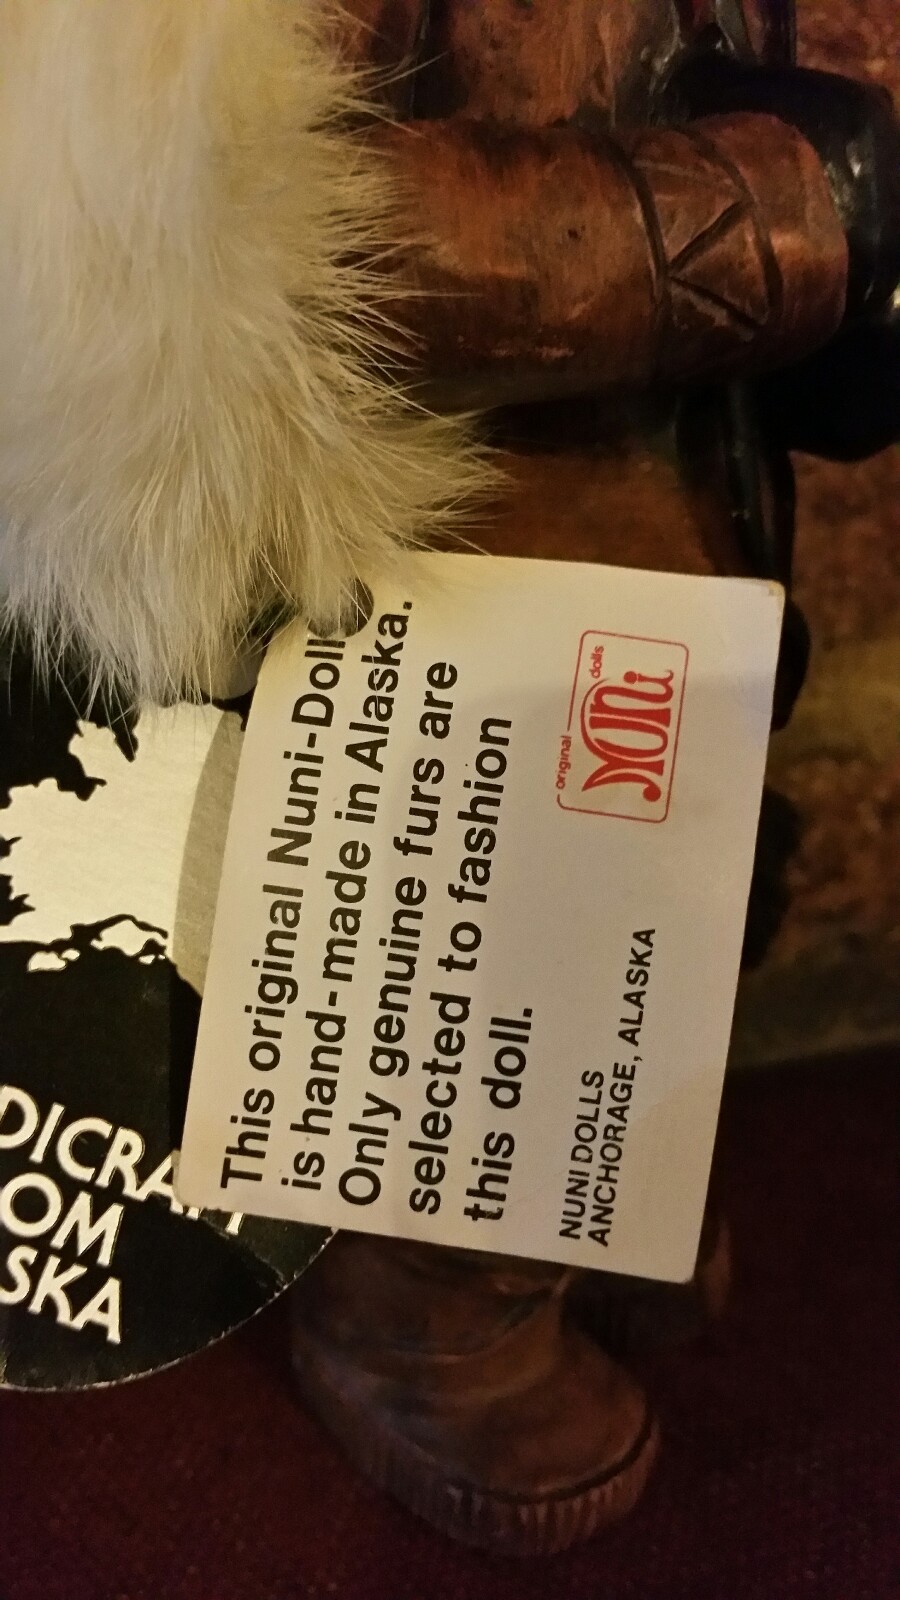 This original Nuni-Doll
is hand-made in Alaska.
Only genuine furs are
selected to fashion
this doll.
NUNI DOLLS
ANCHORAGE, ALASKA
original
NUNi
dolls
DICRAFT
OM
SKA